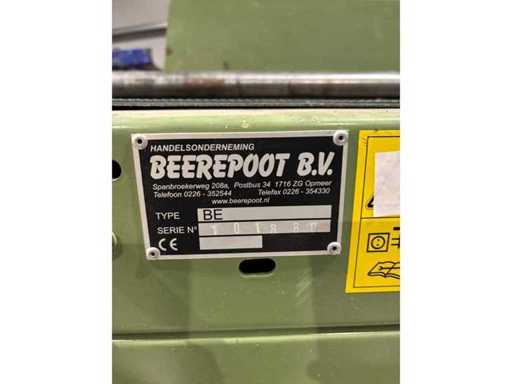 HANDELSONDERNEMING
BEEREPOOT B.V.
Spanbroekerweg 208a, Postbus 34 1716 ZG Opmeer
Telefoon 0226 - 352544 Telefax 0226 - 354330
www.beerepoot.nl
TYPE BE
SERIE N°
CE